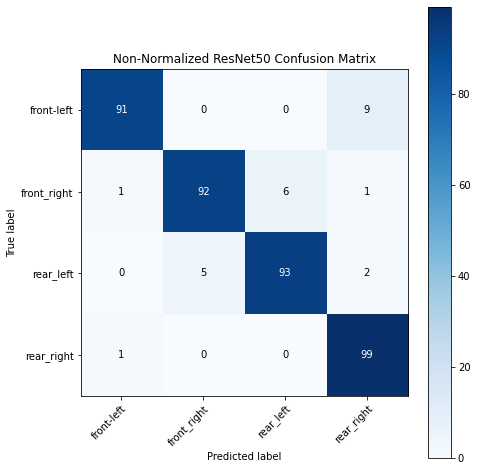 Non-Normalized ResNet50 Confusion Matrix
True label
front-left 91 0 0 9
front_right 1 92 6 1
rear_left 0 5 93 2
rear_right 1 0 0 99
front-left front_right rear_left rear_right
Predicted label
80
60
40
20
0